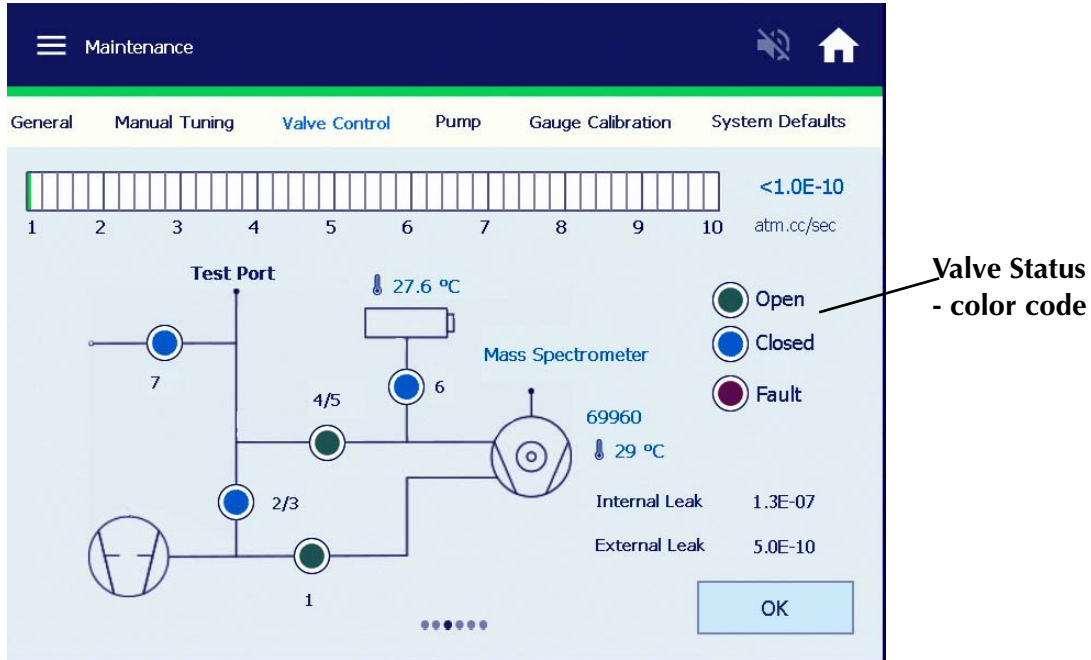 Maintenance
General Manual Tuning Valve Control Pump Gauge Calibration System Defaults
<1.0E-10
1 2 3 4 5 6 7 8 9 10 atm.cc/sec
Test Port
27.6 ºC
Open
Closed
Fault
Valve Status
- color code
7
4/5
6
Mass Spectrometer
69960
29 ºC
2/3
Internal Leak 1.3E-07
External Leak 5.0E-10
1
OK